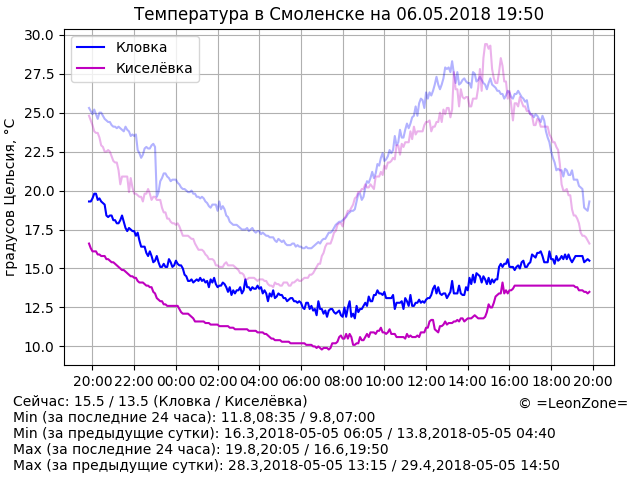 Температура в Смоленске на 06.05.2018 19:50
Кловка
Киселёвка
градусов Цельсия, °C
30.0
27.5
25.0
22.5
20.0
17.5
15.0
12.5
10.0
20:00 22:00 00:00 02:00 04:00 06:00 08:00 10:00 12:00 14:00 16:00 18:00 20:00
Сейчас: 15.5 / 13.5 (Кловка / Киселёвка)
© =LeonZone=
Min (за последние 24 часа): 11.8,08:35 / 9.8,07:00
Min (за предыдущие сутки): 16.3,2018-05-05 06:05 / 13.8,2018-05-05 04:40
Max (за последние 24 часа): 19.8,20:05 / 16.6,19:50
Max (за предыдущие сутки): 28.3,2018-05-05 13:15 / 29.4,2018-05-05 14:50